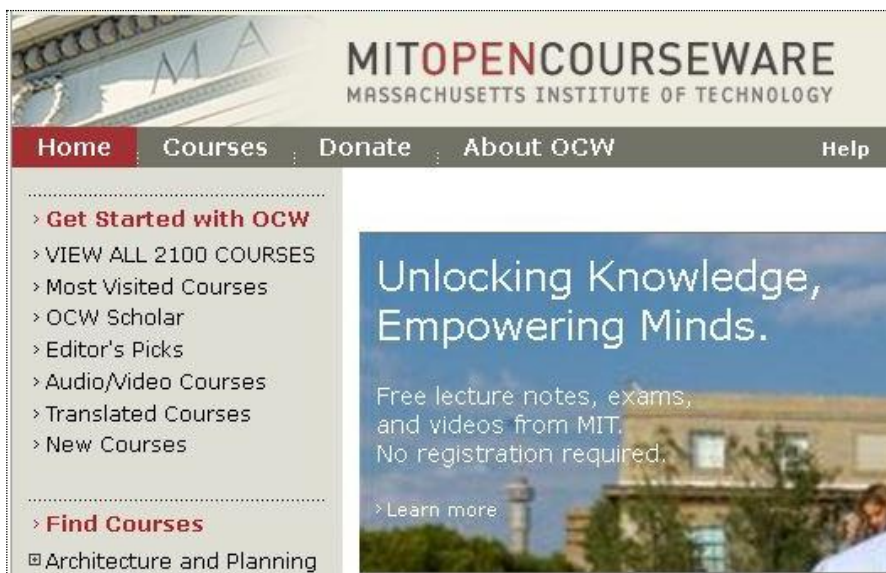 MA
MITOPENCOURSEWARE
MASSACHUSETTS INSTITUTE OF TECHNOLOGY
Home Courses Donate About OCW Help
› Get Started with OCW
› VIEW ALL 2100 COURSES
› Most Visited Courses
› OCW Scholar
› Editor's Picks
› Audio/Video Courses
› Translated Courses
› New Courses
› Find Courses
Architecture and Planning
Unlocking Knowledge,
Empowering Minds.
Free lecture notes, exams,
and videos from MIT.
No registration required.
› Learn more